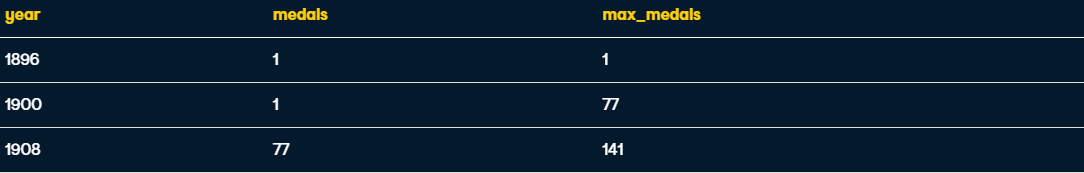 year medals max_medals
1896 1 1
1900 1 77
1908 77 141